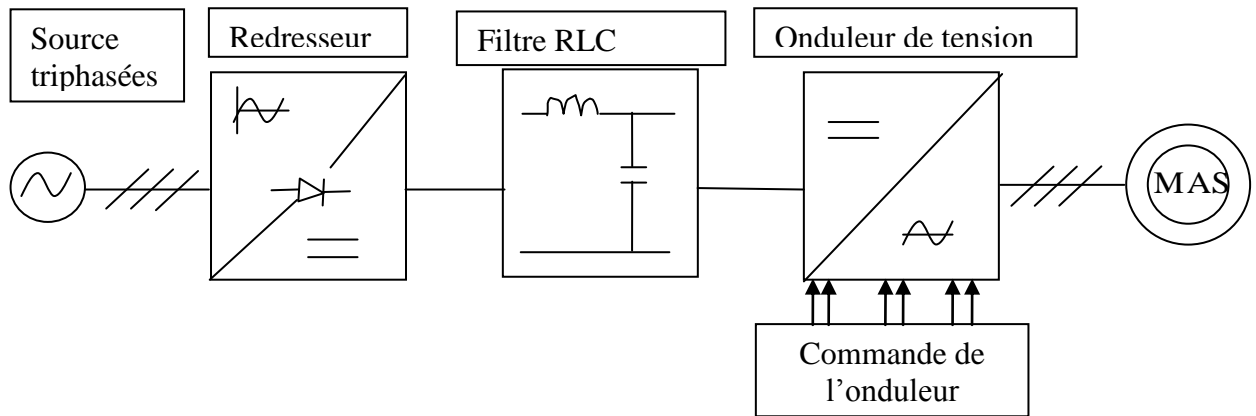 Source
triphasées
Redresseur
Filtre RLC
Onduleur de tension
MAS
Commande de
l’onduleur